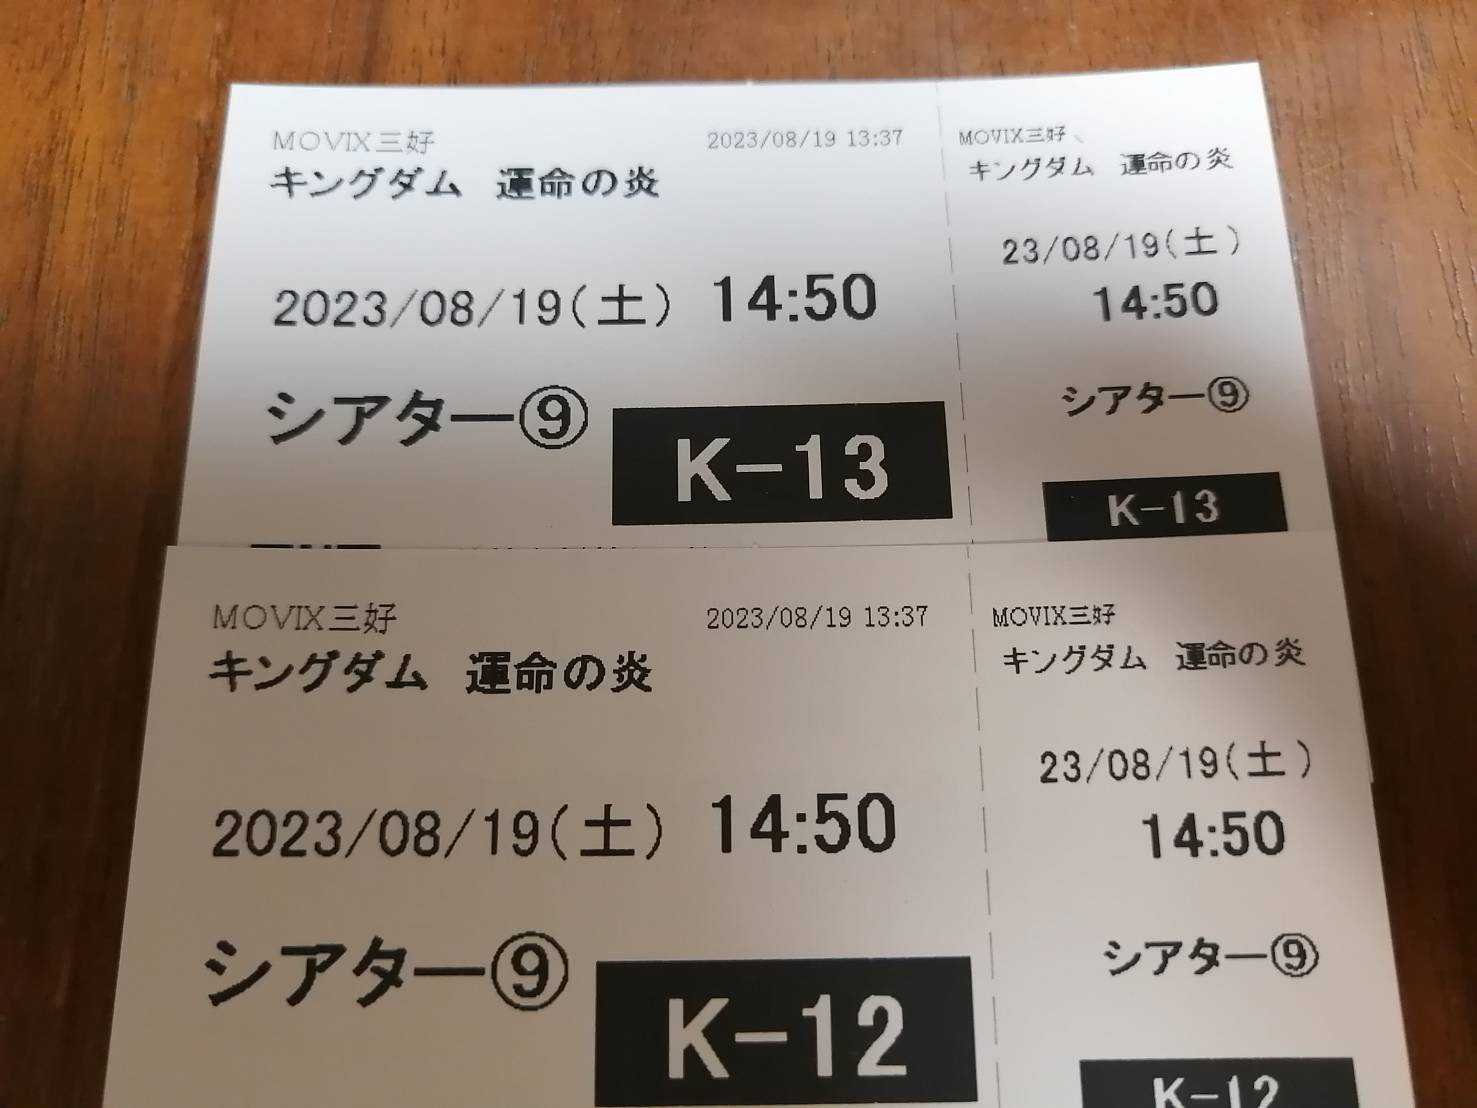 MOVIX三好 2023/08/19 13:37
キングダム 運命の炎
2023/08/19(土) 14:50
シアター⑨
K-13
MOVIX三好
キングダム 運命の炎
23/08/19(土)
14:50
シアター⑨
K-13
MOVIX三好 2023/08/19 13:37
キングダム 運命の炎
2023/08/19(土) 14:50
シアター⑨
K-12
MOVIX三好
キングダム 運命の炎
23/08/19(土)
14:50
シアター⑨
K-12